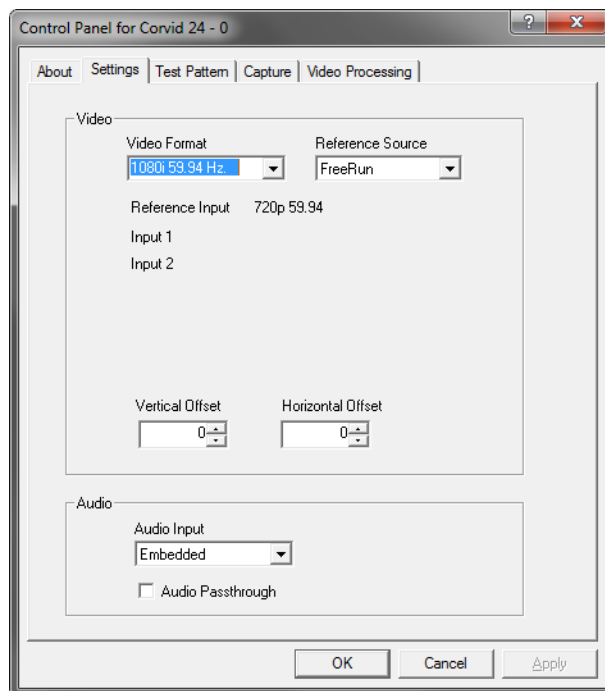 Control Panel for Corvid 24 - 0
?
About Settings Test Pattern Capture Video Processing
Video
Video Format Reference Source
1080i 59.94 Hz. FreeRun
Reference Input 720p 59.94
Input 1
Input 2
Vertical Offset Horizontal Offset
0 0
Audio
Audio Input
Embedded
Audio Passthrough
OK Cancel Apply